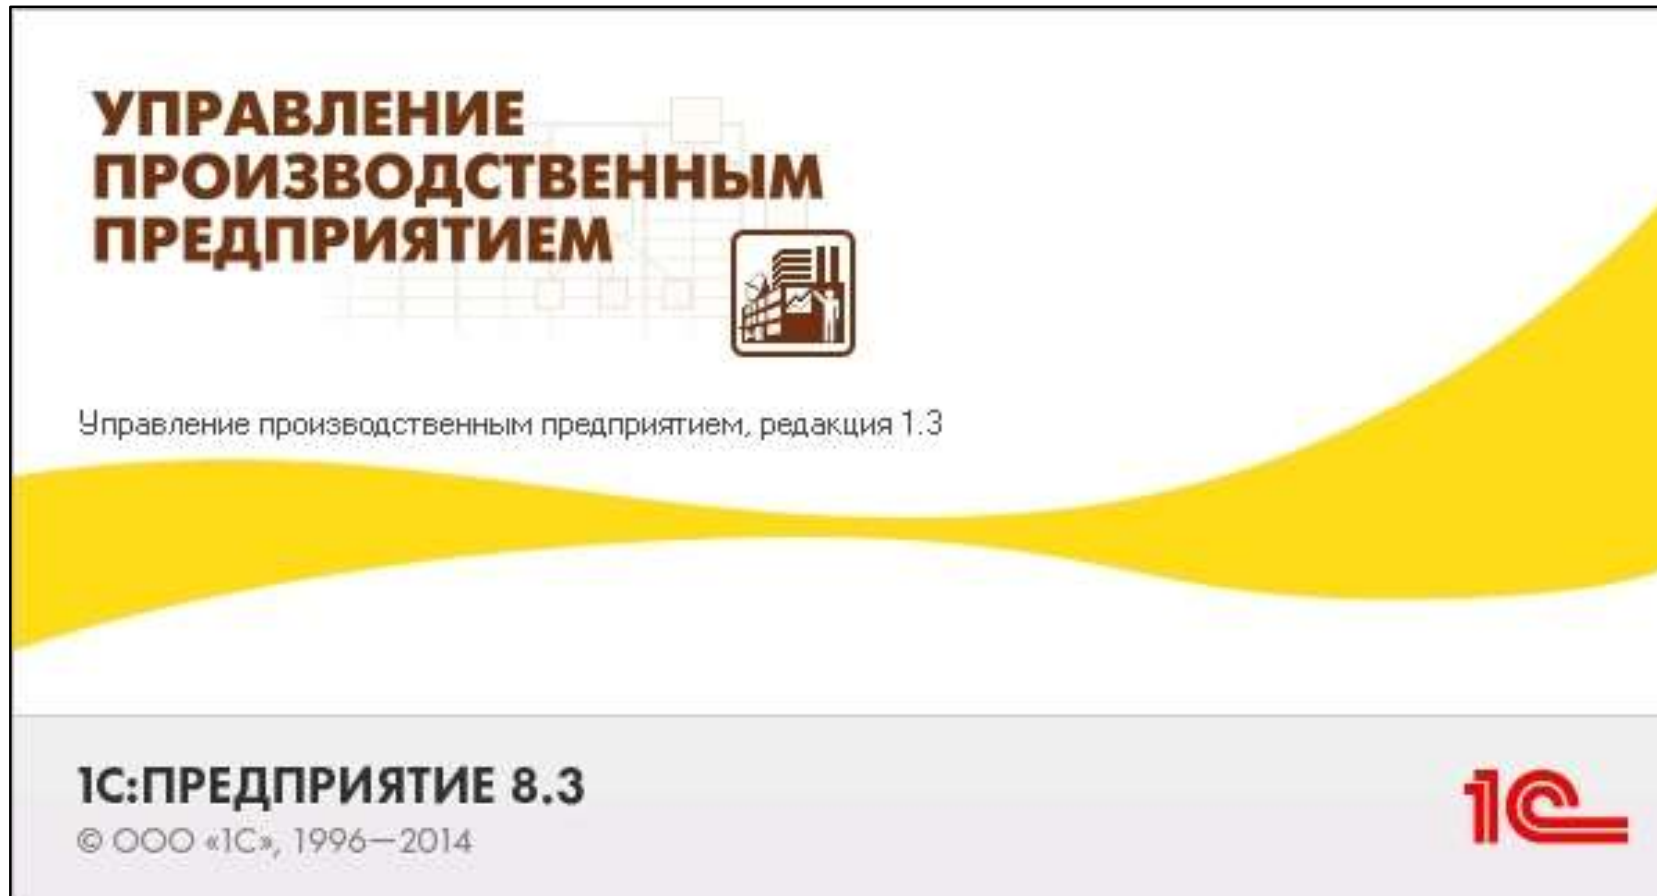 УПРАВЛЕНИЕ
ПРОИЗВОДСТВЕННЫМ
ПРЕДПРИЯТИЕМ
Управление производственным предприятием, редакция 1.3
1С:ПРЕДПРИЯТИЕ 8.3
© ООО «1С», 1996—2014
1С